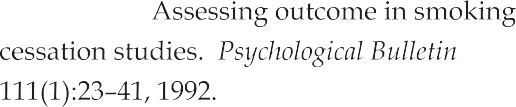 Assessing outcome in smoking
cessation studies. Psychological Bulletin
111(1):23–41, 1992.